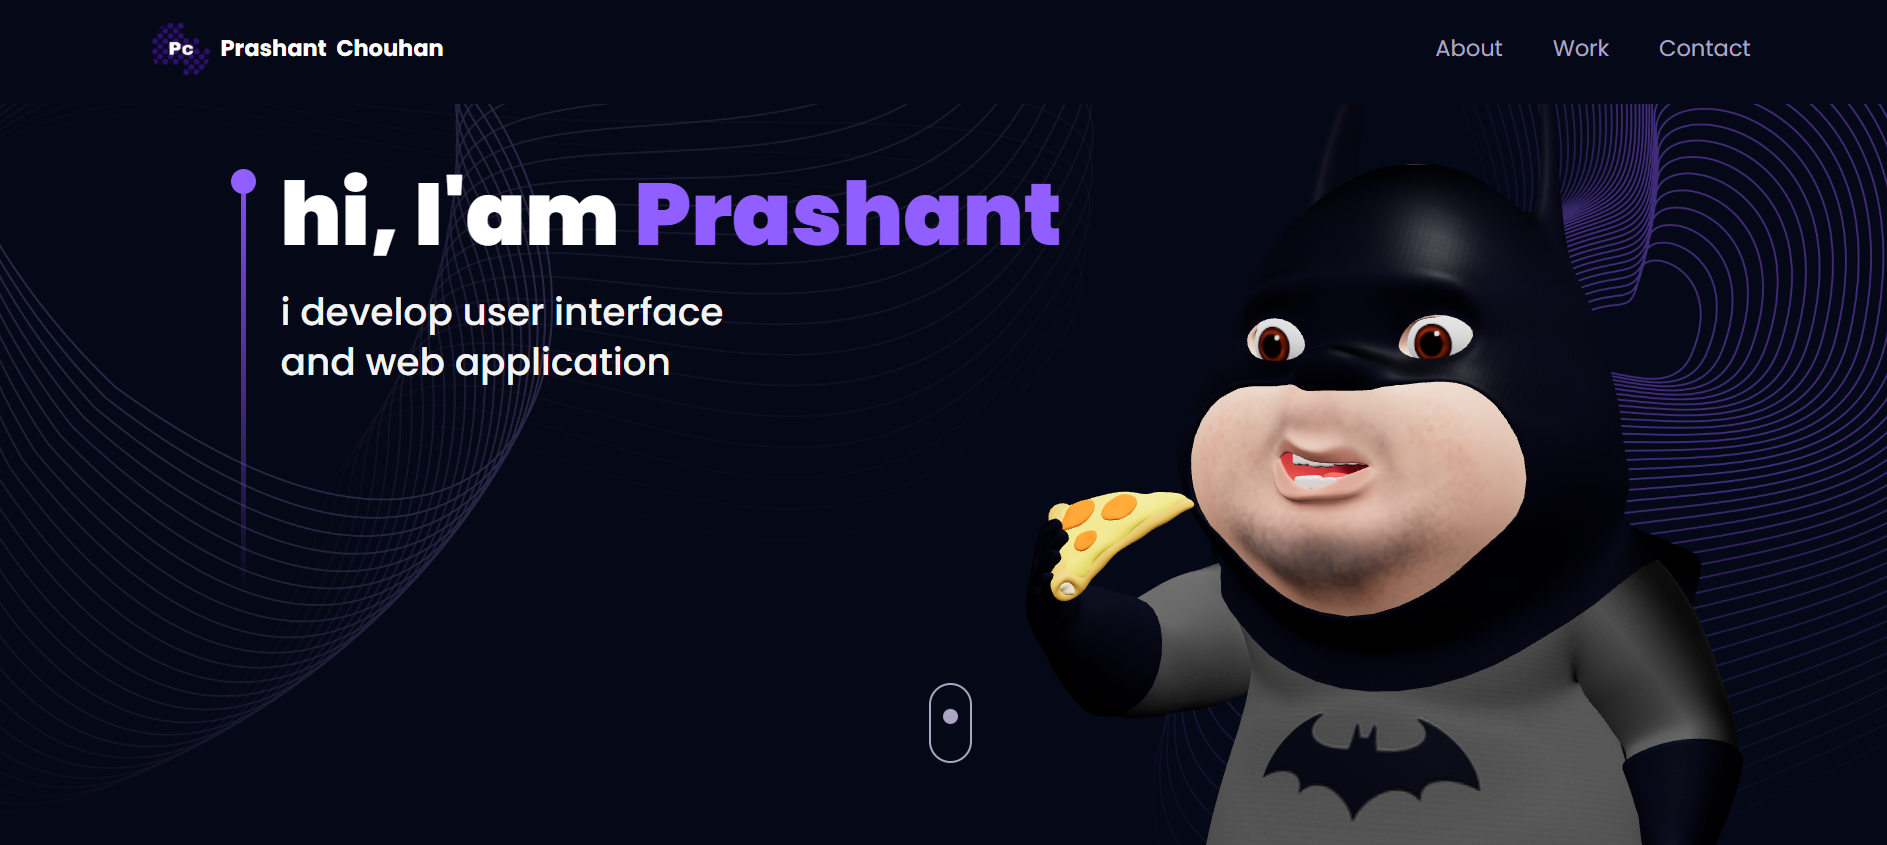 Pc
Prashant Chouhan
About
Work
Contact
hi, I'am Prashant
i develop user interface
and web application